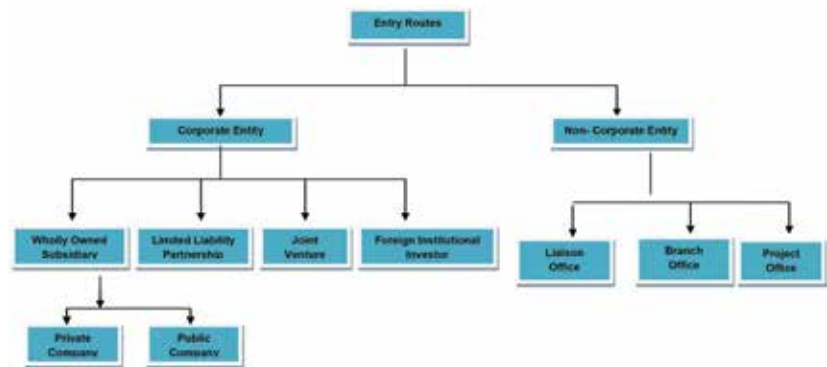 Entry Routes
Corporate Entity
Non- Corporate Entity
Wholly Owned
Subsidiary
Limited Liability
Partnership
Joint
Venture
Foreign Institutional
Investor
Liaison
Office
Branch
Office
Project
Office
Private
Company
Public
Company